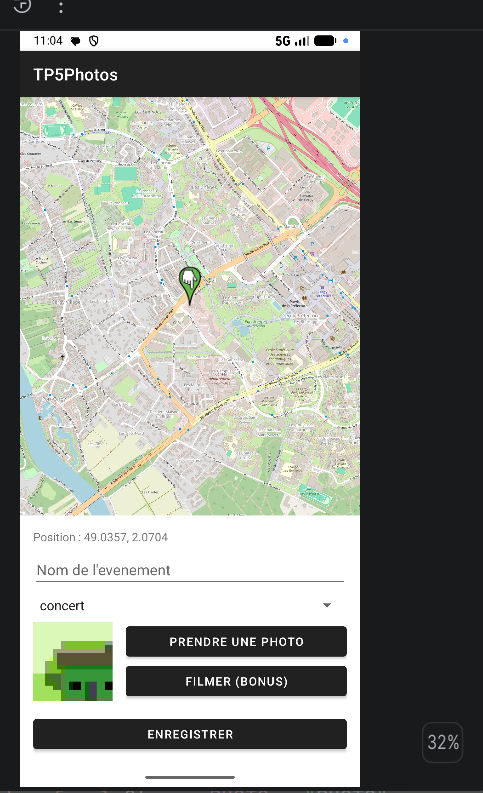 11:04
5G
TP5Photos
Position : 49.0357, 2.0704
Nom de l'evenement
concert
PRENDRE UNE PHOTO
FILMER (BONUS)
ENREGISTRER
32%